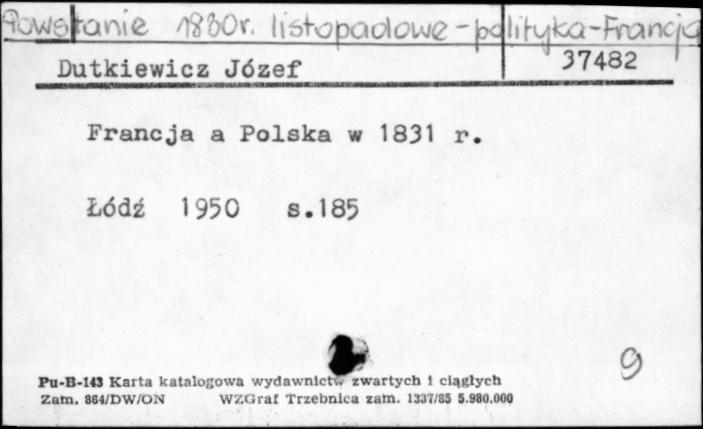 Powstanie 1830r. listopadowe - polityka - Francja
Dutkiewicz Józef
37482
Francja a Polska w 1831 r.
Łódź 1950 s.185
9
Pu-B-143 Karta katalogowa wydawnictw zwartych i ciągłych
Zam. 864/DW/ON WZGraf Trzebnica zam. 1337/85 5.980.000